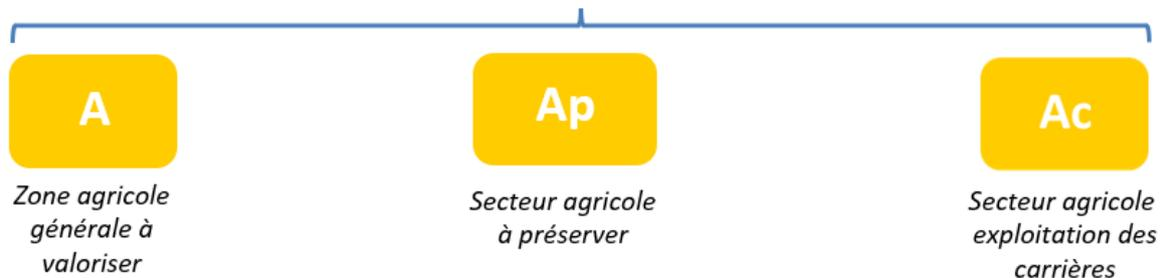 A
Zone agricole
générale à
valoriser
Ap
Secteur agricole
à préserver
Ac
Secteur agricole
exploitation des
carrières